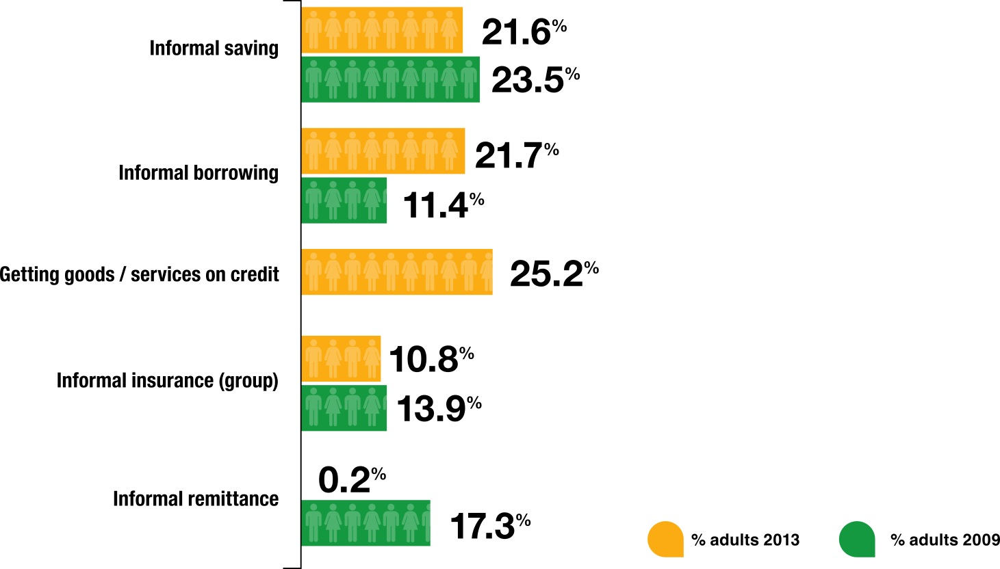 Informal saving
21.6%
23.5%
Informal borrowing
21.7%
11.4%
Getting goods / services on credit
25.2%
Informal insurance (group)
10.8%
13.9%
Informal remittance
0.2%
17.3%
% adults 2013
% adults 2009